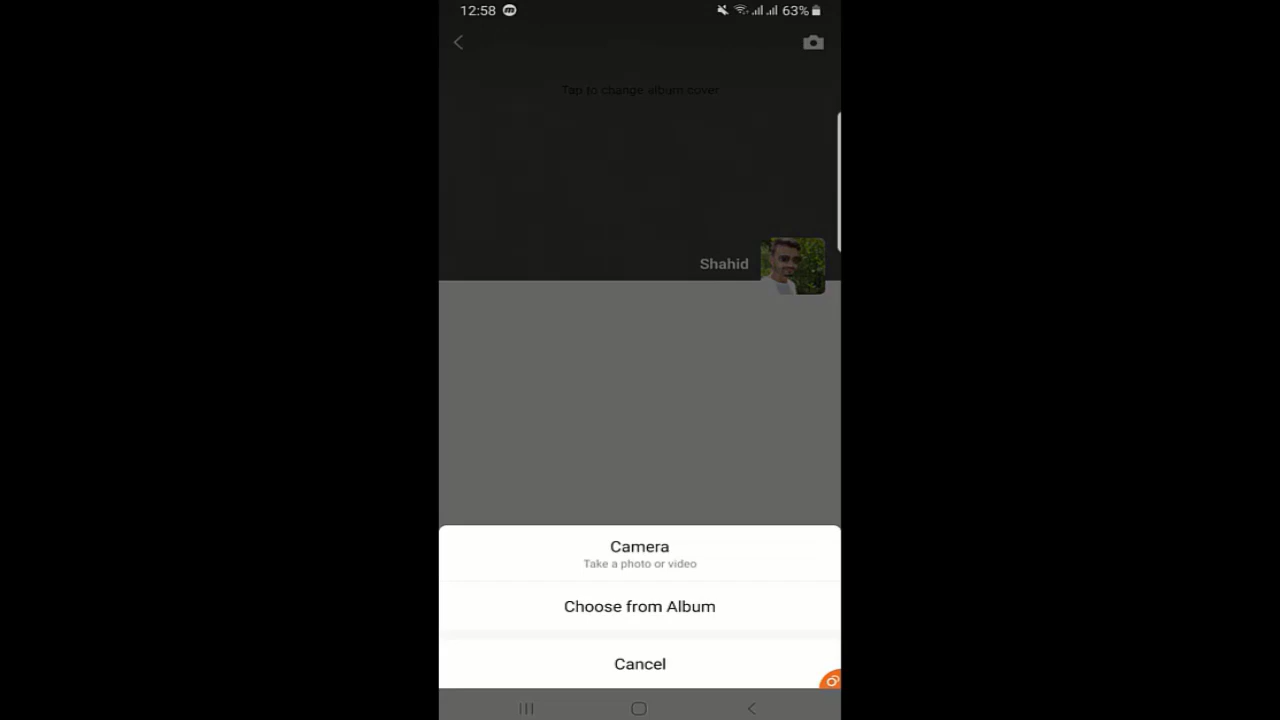 12:58
63%
Tap to change album cover
Shahid
Camera
Take a photo or video
Choose from Album
Cancel